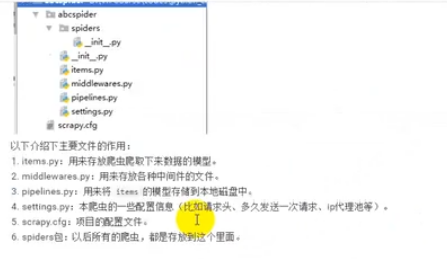 abcspider
spiders
__init__.py
__init__.py
items.py
middlewares.py
pipelines.py
settings.py
scrapy.cfg
以下介绍下主要文件的作用：
1. items.py：用来存放爬虫爬取下来数据的模型。
2. middlewares.py：用来存放各种中间件的文件。
3. pipelines.py：用来将 items 的模型存储到本地磁盘中。
4. settings.py：本爬虫的一些配置信息（比如请求头、多久发送一次请求、ip代理池等）。
5. scrapy.cfg：项目的配置文件。
6. spiders包：以后所有的爬虫，都是存放到这个里面。